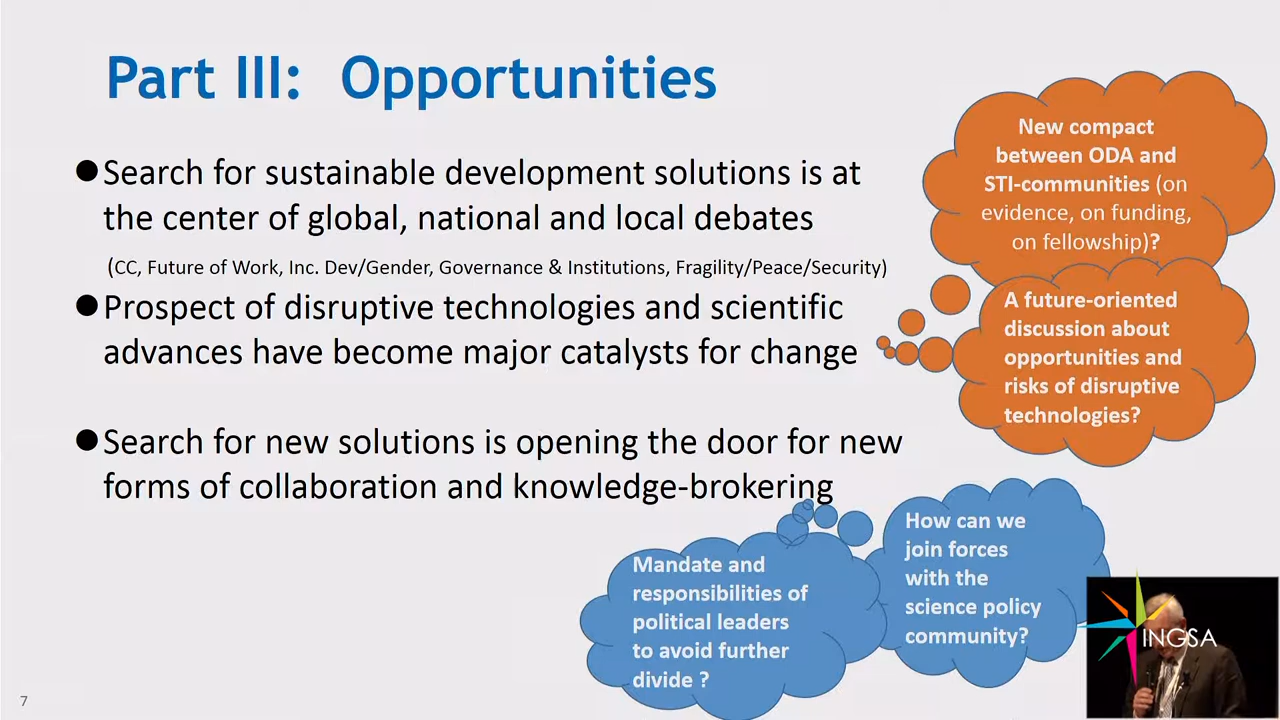 Part III: Opportunities
●Search for sustainable development solutions is at
the center of global, national and local debates
(CC, Future of Work, Inc. Dev/Gender, Governance & Institutions, Fragility/Peace/Security)
●Prospect of disruptive technologies and scientific
advances have become major catalysts for change
●Search for new solutions is opening the door for new
forms of collaboration and knowledge-brokering
New compact
between ODA and
STI-communities (on
evidence, on funding,
on fellowship)?
A future-oriented
discussion about
opportunities and
risks of disruptive
technologies?
Mandate and
responsibilities of
political leaders
to avoid further
divide ?
How can we
join forces
with the
science policy
community?
INGSA
7